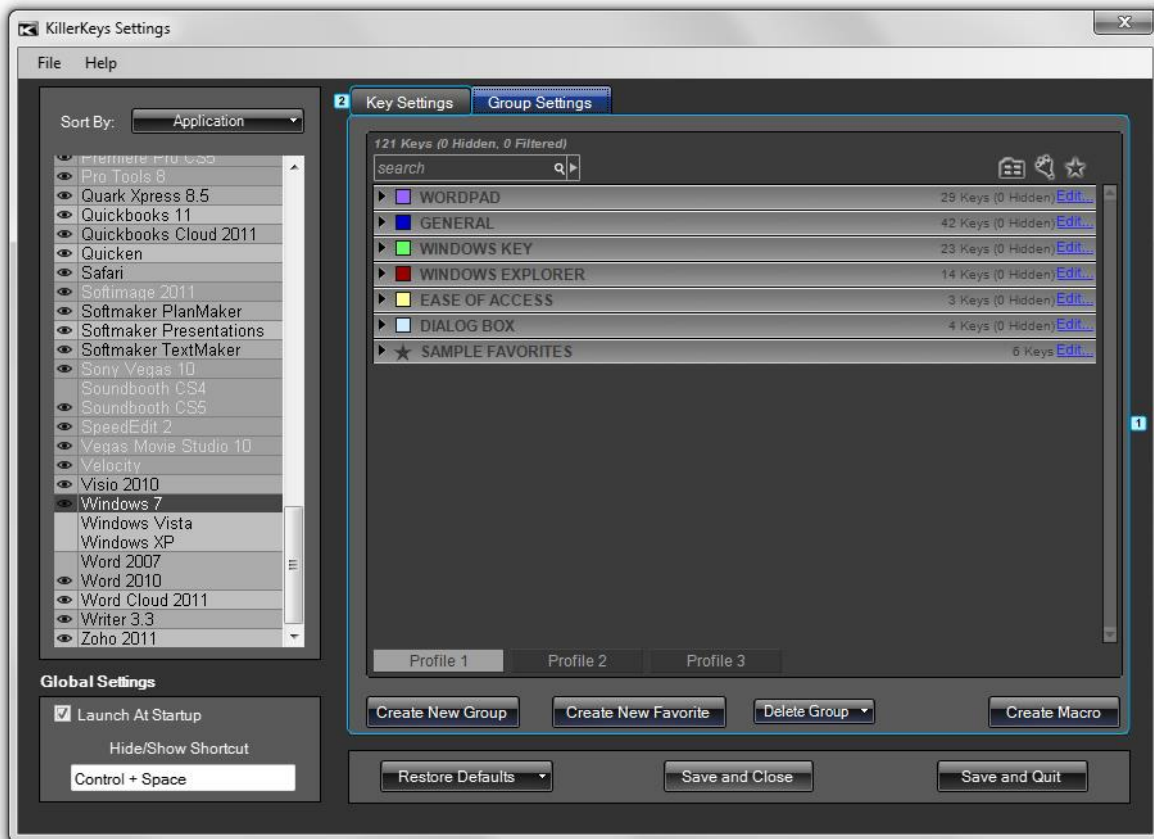 KillerKeys Settings
X
File Help
Sort By: Application
Premiere Pro CS5
Pro Tools 8
Quark Xpress 8.5
Quickbooks 11
Quickbooks Cloud 2011
Quicken
Safari
Softimage 2011
Softmaker PlanMaker
Softmaker Presentations
Softmaker TextMaker
Sony Vegas 10
Soundbooth CS4
Soundbooth CS5
SpeedEdit 2
Vegas Movie Studio 10
Velocity
Visio 2010
Windows 7
Windows Vista
Windows XP
Word 2007
Word 2010
Word Cloud 2011
Writer 3.3
Zoho 2011
Global Settings
Launch At Startup
Hide/Show Shortcut
Control + Space
2 Key Settings Group Settings
121 Keys (0 Hidden, 0 Filtered)
search
WORDPAD 29 Keys (0 Hidden) Edit...
GENERAL 42 Keys (0 Hidden) Edit...
WINDOWS KEY 23 Keys (0 Hidden) Edit...
WINDOWS EXPLORER 14 Keys (0 Hidden) Edit...
EASE OF ACCESS 3 Keys (0 Hidden) Edit...
DIALOG BOX 4 Keys (0 Hidden) Edit...
SAMPLE FAVORITES 6 Keys Edit...
1
Profile 1 Profile 2 Profile 3
Create New Group Create New Favorite Delete Group Create Macro
Restore Defaults Save and Close Save and Quit